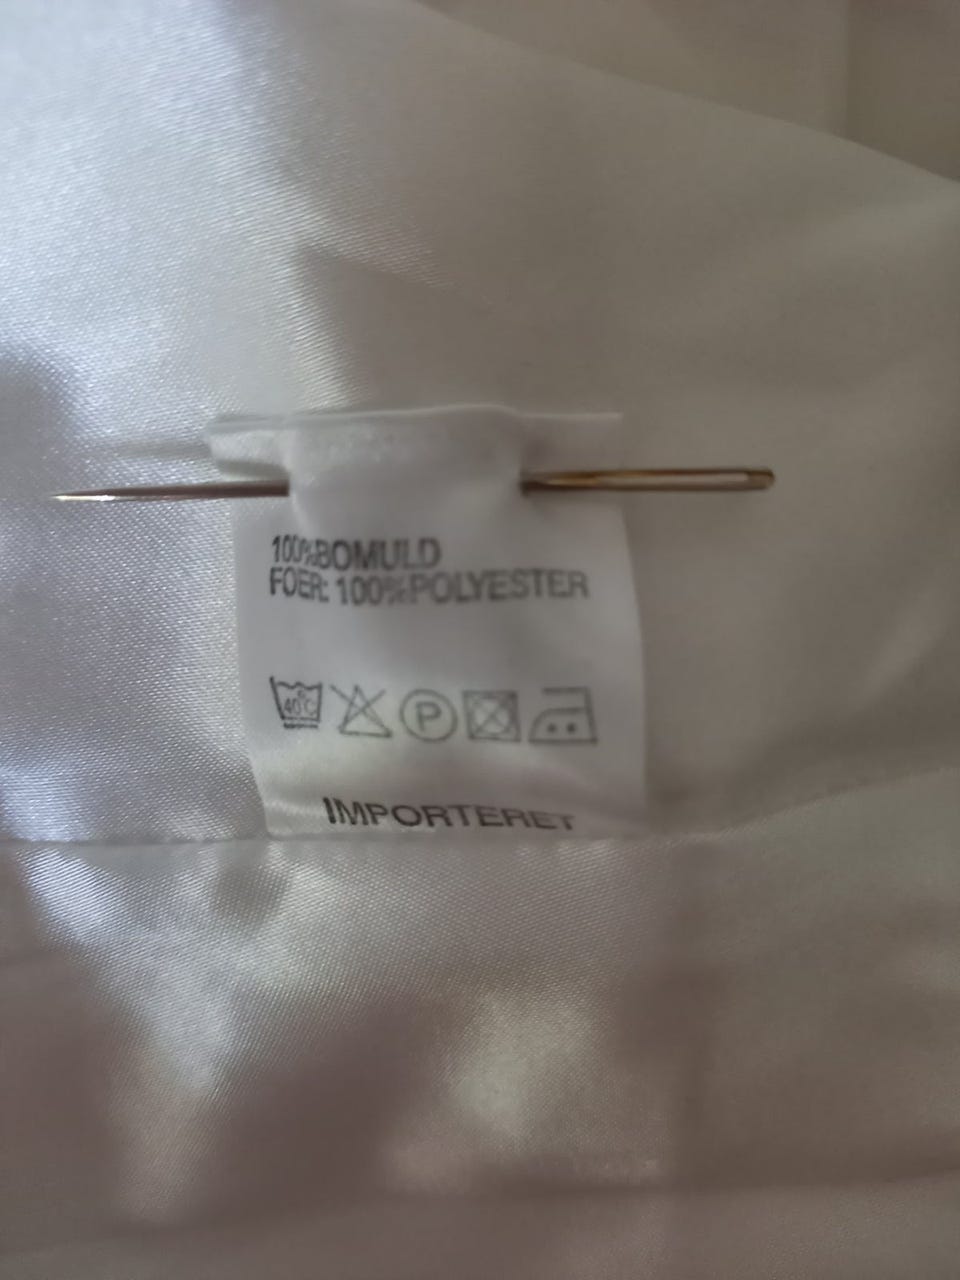 100%BOMULD
FOER: 100%POLYESTER
40°C P
IMPORTERET